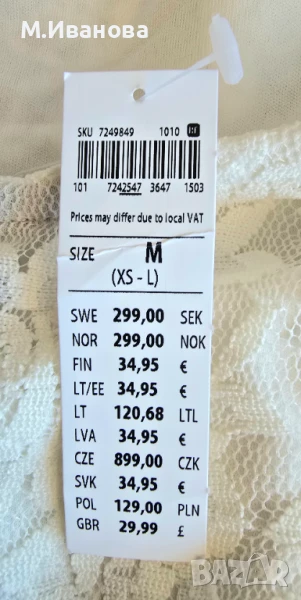 М.Иванова
SKU 7249849 1010
101 7242547 3647 1503
Prices may differ due to local VAT
SIZE M
(XS - L)
SWE 299,00 SEK
NOR 299,00 NOK
FIN 34,95 €
LT/EE 34,95 €
LT 120,68 LTL
LVA 34,95 €
CZE 899,00 CZK
SVK 34,95 €
POL 129,00 PLN
GBR 29,99 £
bazar